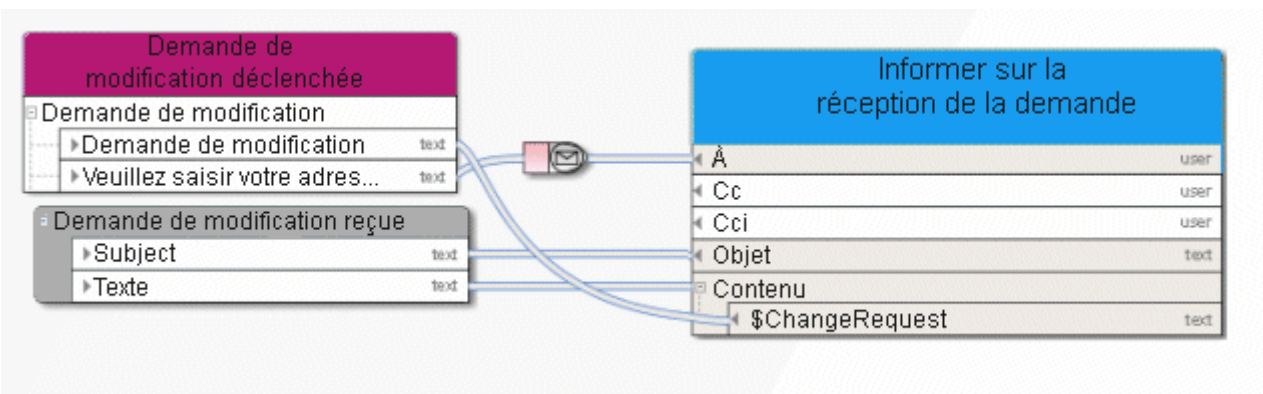 Demande de
modification déclenchée
Demande de modification
Demande de modification text
Veuillez saisir votre adres... text
Demande de modification reçue
Subject text
Texte text
Informer sur la
réception de la demande
À user
Cc user
Cci user
Objet text
Contenu
$ChangeRequest text